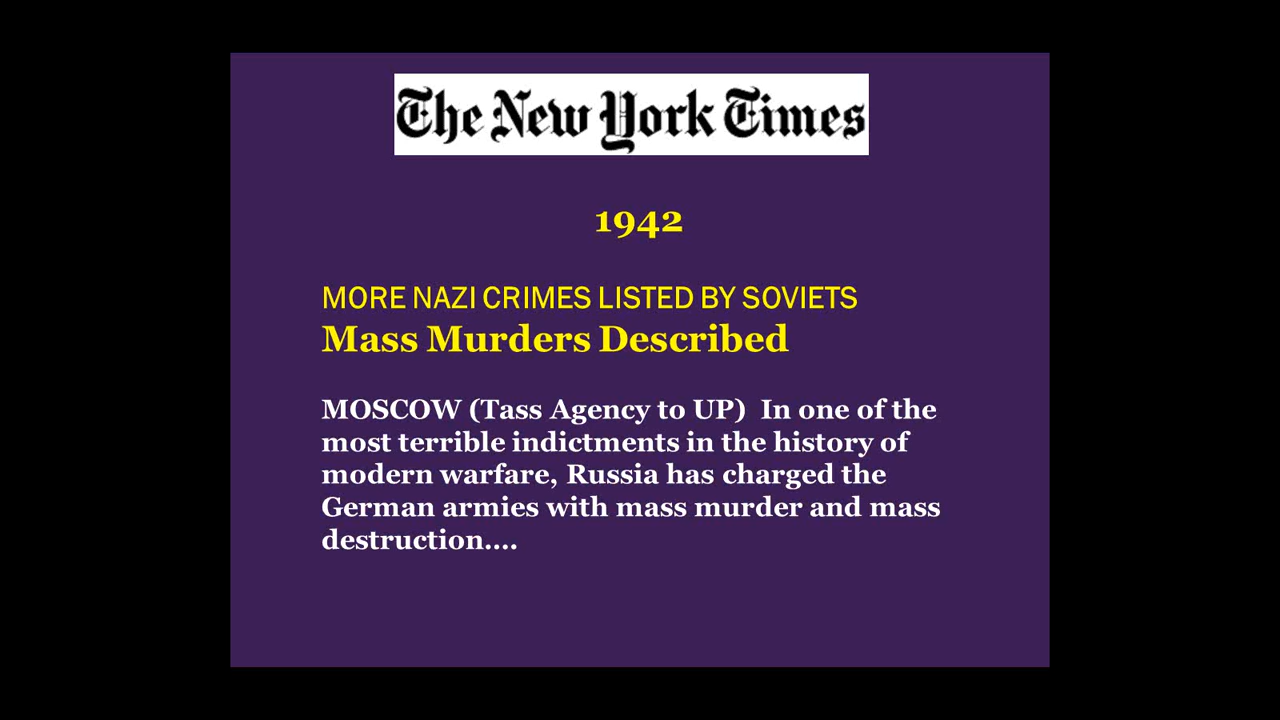 The New York Times
1942
MORE NAZI CRIMES LISTED BY SOVIETS
Mass Murders Described
MOSCOW (Tass Agency to UP)  In one of the
most terrible indictments in the history of
modern warfare, Russia has charged the
German armies with mass murder and mass
destruction....